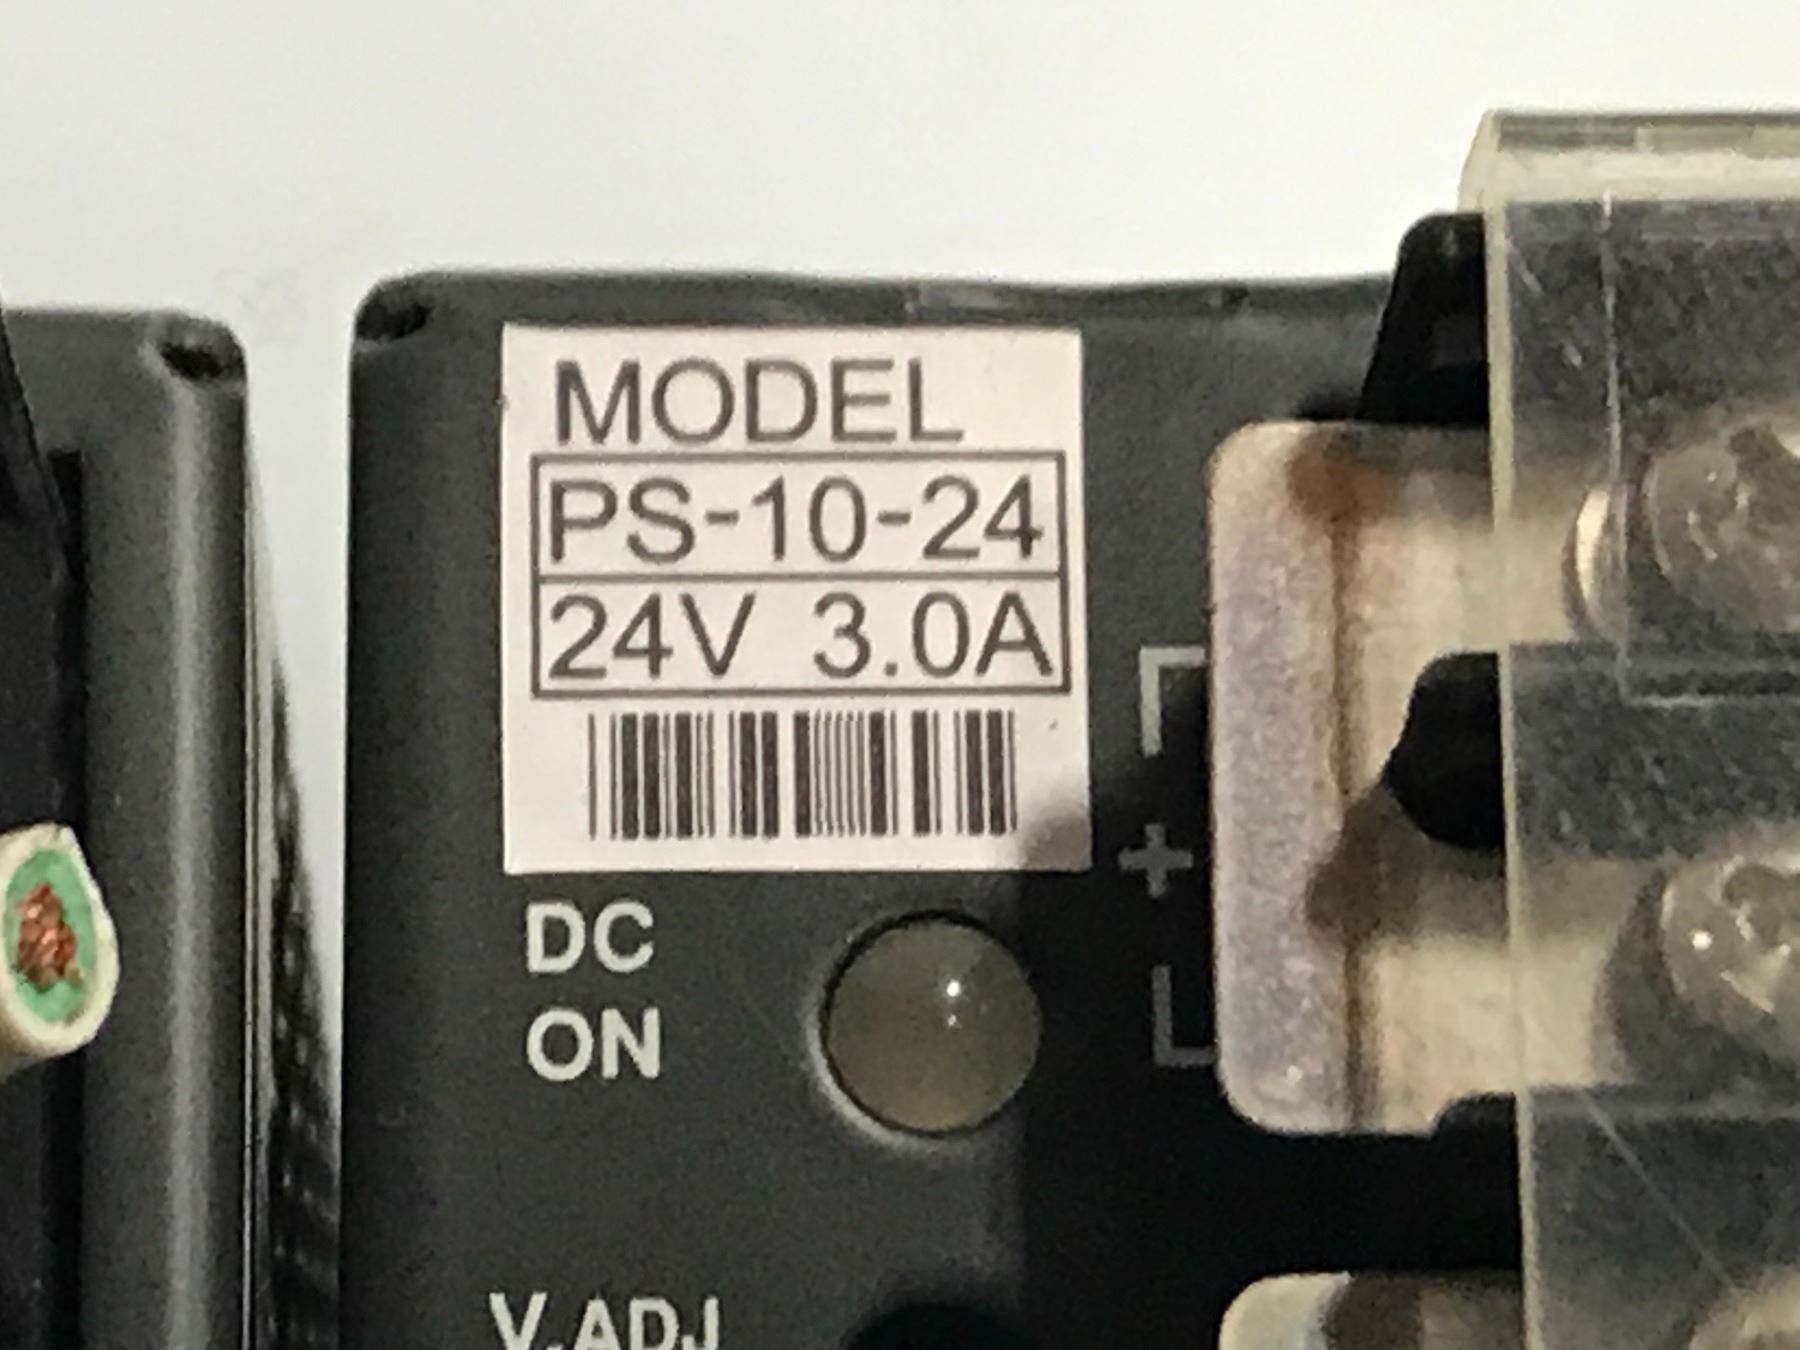 MODEL
PS-10-24
24V 3.0A
+
DC
ON
V.ADJ